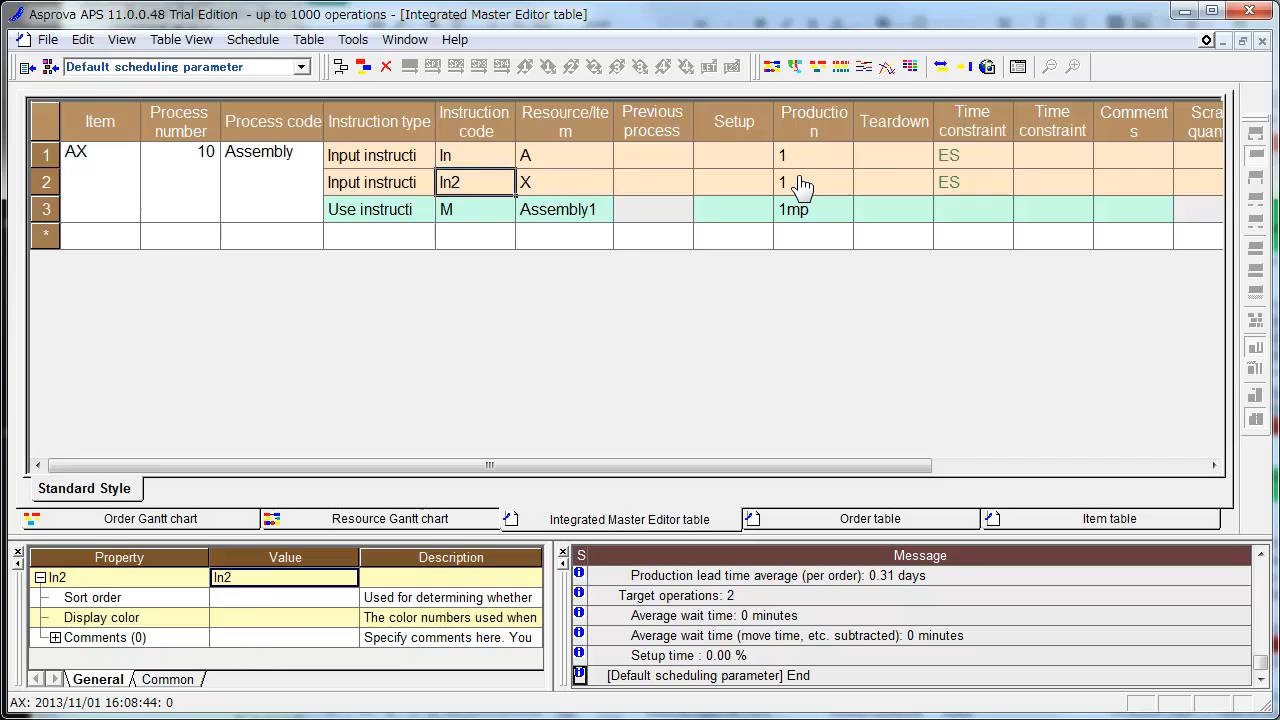 Asprova APS 11.0.0.48 Trial Edition - up to 1000 operations - [Integrated Master Editor table]
File Edit View Table View Schedule Table Tools Window Help
Default scheduling parameter
Item Process number Process code Instruction type Instruction code Resource/Item Previous process Setup Production Teardown Time constraint Time constraint Comments Scra quan
1 AX 10 Assembly Input instructi In A 1 ES
2 Input instructi In2 X 1 ES
3 Use instructi M Assembly1 1mp
*
Standard Style
Order Gantt chart Resource Gantt chart Integrated Master Editor table Order table Item table
Property Value Description
In2 In2
Sort order Used for determining whether
Display color The color numbers used when
Comments (0) Specify comments here. You
General Common
S Message
Production lead time average (per order): 0.31 days
Target operations: 2
Average wait time: 0 minutes
Average wait time (move time, etc. subtracted): 0 minutes
Setup time : 0.00 %
[Default scheduling parameter] End
AX: 2013/11/01 16:08:44: 0